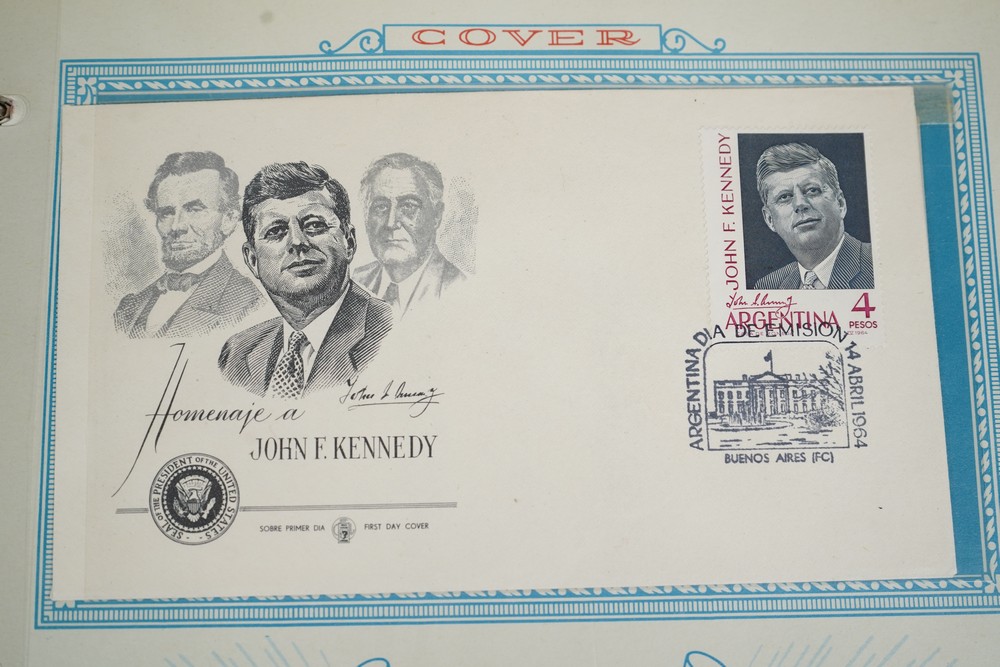 COVER
JOHN F. KENNEDY
4
PESOS
ARGENTINA
ARGENTINA DIA DE EMISION 14 ABRIL 1964
BUENOS AIRES (FC)
Homenaje a
JOHN F. KENNEDY
SEAL OF THE PRESIDENT OF THE UNITED STATES
SOBRE PRIMER DIA FIRST DAY COVER